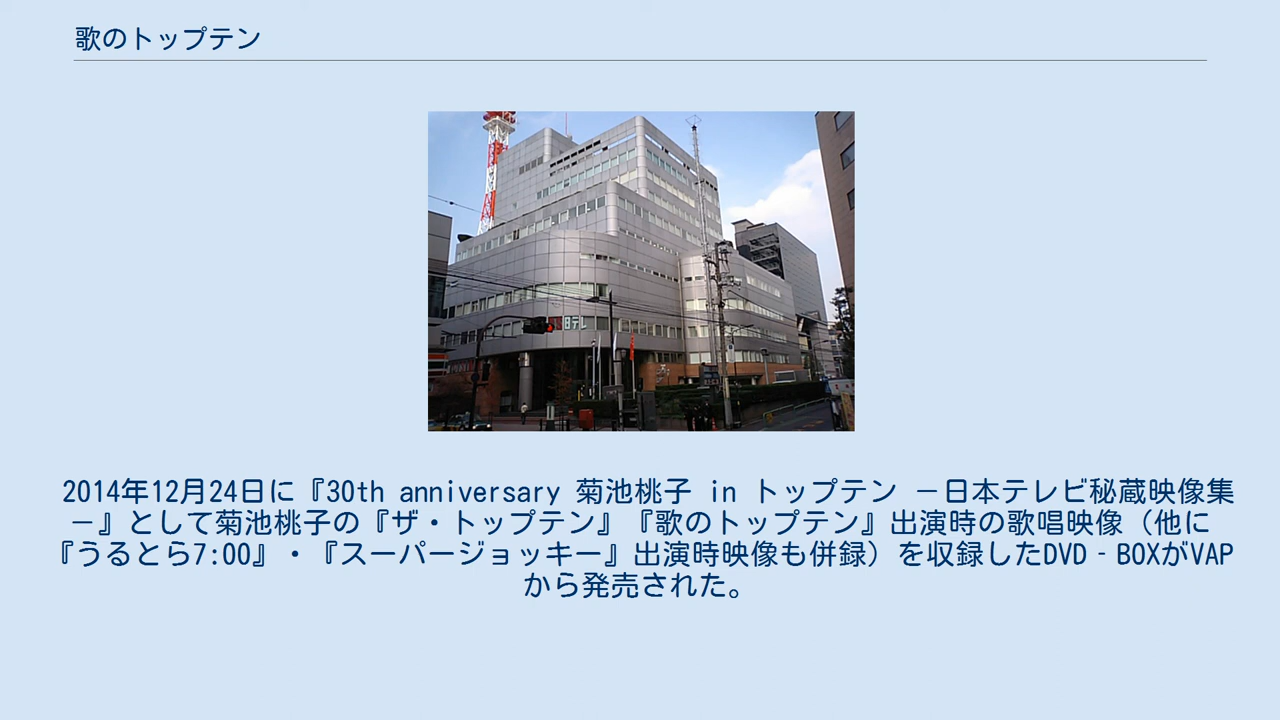 歌のトップテン
日テレ
2014年12月24日に『30th anniversary 菊池桃子 in トップテン －日本テレビ秘蔵映像集
－』として菊池桃子の『ザ・トップテン』『歌のトップテン』出演時の歌唱映像（他に
『うるとら7:00』・『スーパージョッキー』出演時映像も併録）を収録したDVD‐BOXがVAP
から発売された。